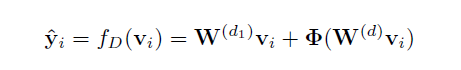 ŷᵢ = f_D(vᵢ) = W^(d₁)vᵢ + Φ(W^(d)vᵢ)